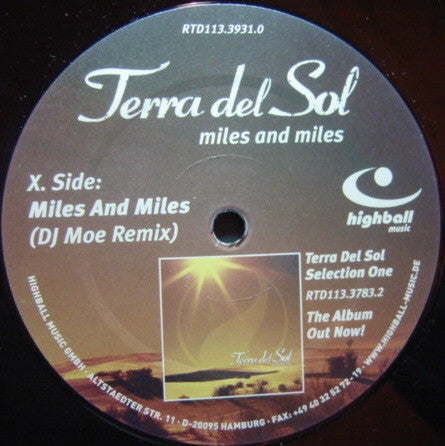 RTD113.3931.0
Terra del Sol
miles and miles
X. Side:
Miles And Miles
(DJ Moe Remix)
highball
music
Terra Del Sol
Selection One
RTD113.3783.2
The Album
Out Now!
Terra del Sol
HIGHBALL MUSIC GMBH · ALTSTAEDTER STR. 11 · D-20095 HAMBURG · FAX: +49 40 32 52 72-19 · WWW.HIGHBALL-MUSIC.DE